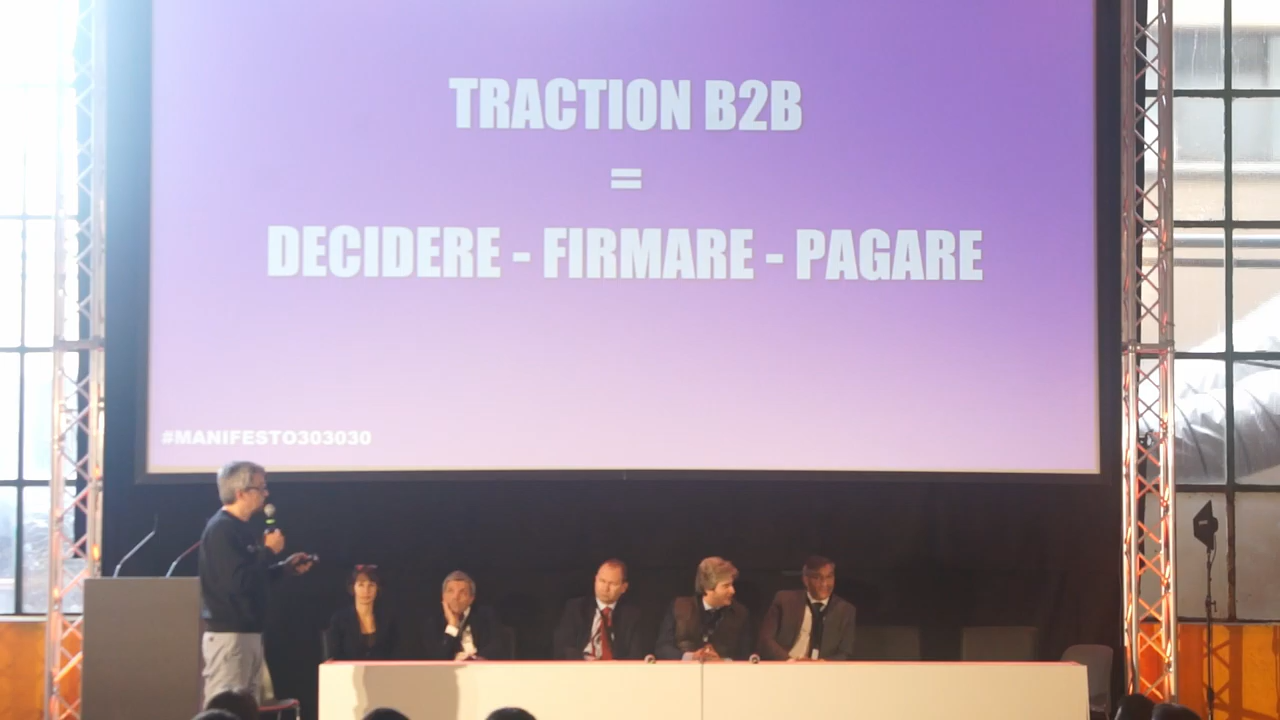 TRACTION B2B
=
DECIDERE - FIRMARE - PAGARE
#MANIFESTO303030